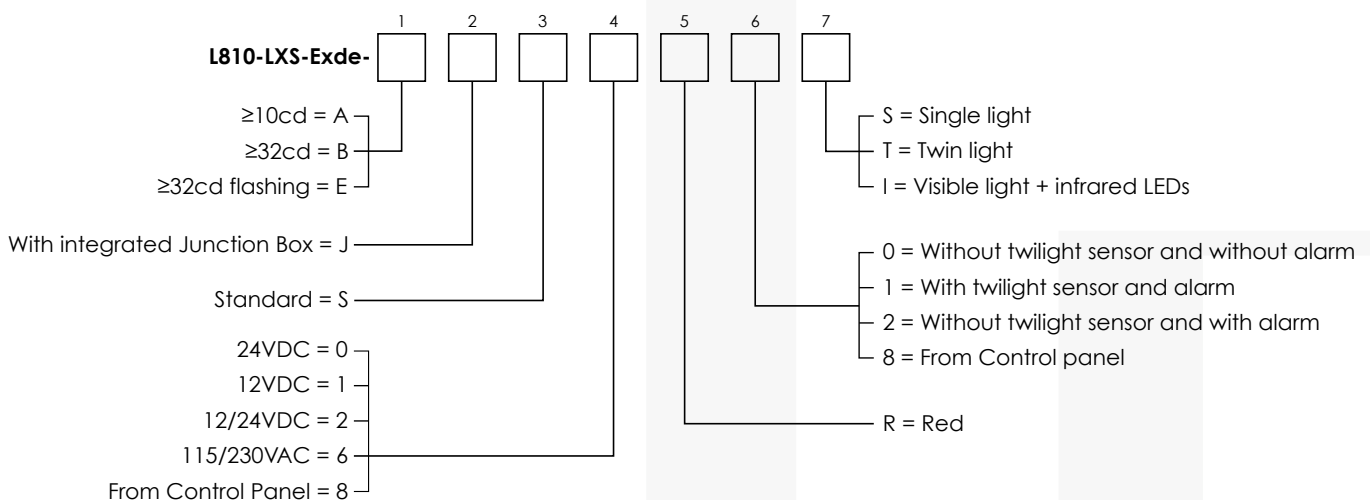 1 2 3 4 5 6 7
L810-LXS-Exde-
≥10cd = A
≥32cd = B
≥32cd flashing = E
With integrated Junction Box = J
Standard = S
24VDC = 0
12VDC = 1
12/24VDC = 2
115/230VAC = 6
From Control Panel = 8
S = Single light
T = Twin light
I = Visible light + infrared LEDs
0 = Without twilight sensor and without alarm
1 = With twilight sensor and alarm
2 = Without twilight sensor and with alarm
8 = From Control panel
R = Red